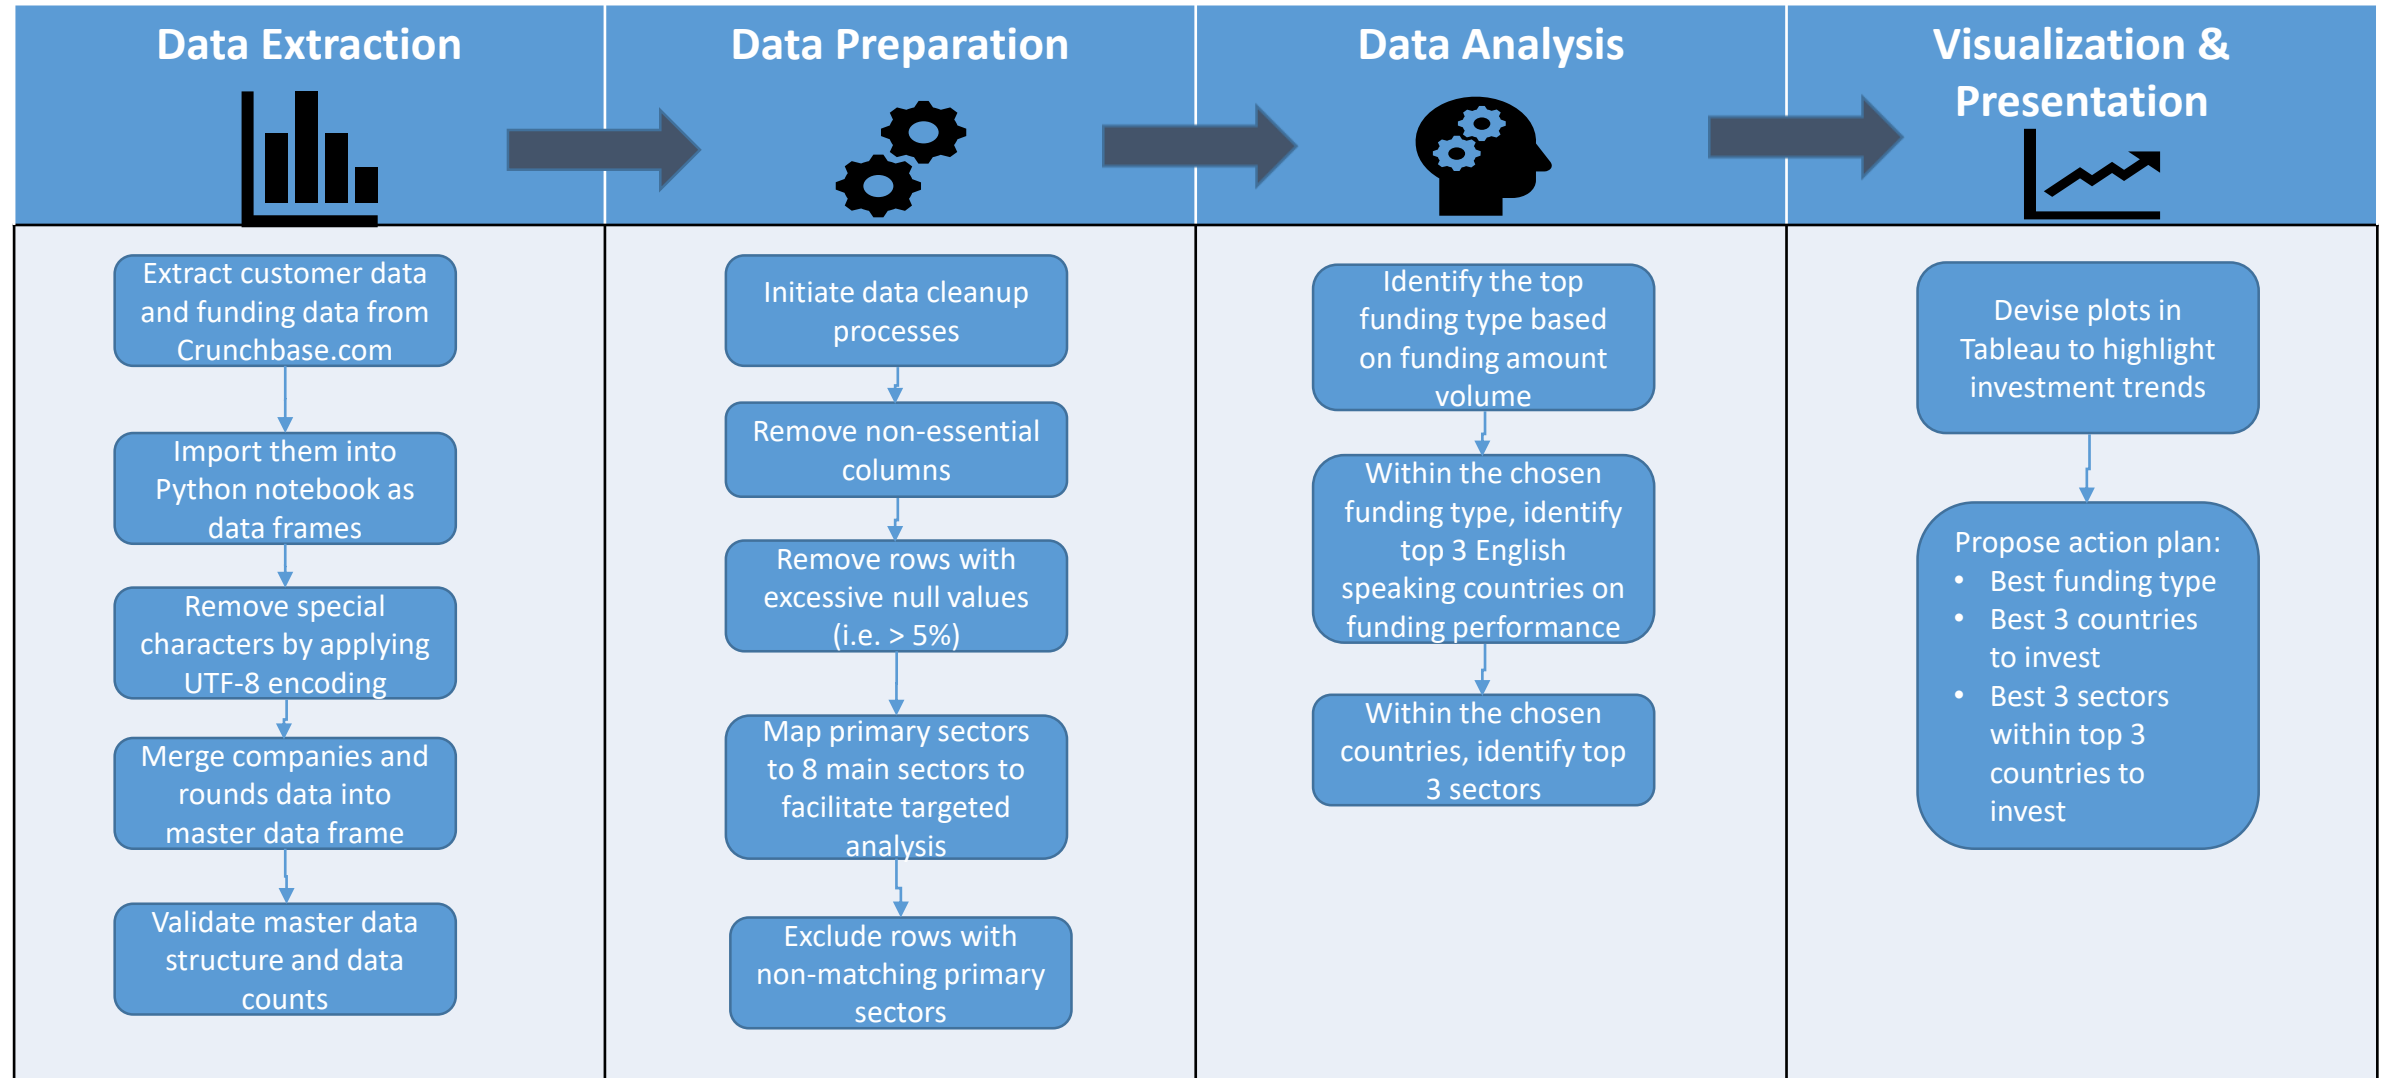 Data Extraction
Data Preparation
Data Analysis
Visualization &
Presentation
Extract customer data
and funding data from
Crunchbase.com
Import them into
Python notebook as
data frames
Remove special
characters by applying
UTF-8 encoding
Merge companies and
rounds data into
master data frame
Validate master data
structure and data
counts
Initiate data cleanup
processes
Remove non-essential
columns
Remove rows with
excessive null values
(i.e. > 5%)
Map primary sectors
to 8 main sectors to
facilitate targeted
analysis
Exclude rows with
non-matching primary
sectors
Identify the top
funding type based
on funding amount
volume
Within the chosen
funding type, identify
top 3 English
speaking countries on
funding performance
Within the chosen
countries, identify top
3 sectors
Devise plots in
Tableau to highlight
investment trends
Propose action plan:
• Best funding type
• Best 3 countries
to invest
• Best 3 sectors
within top 3
countries to
invest